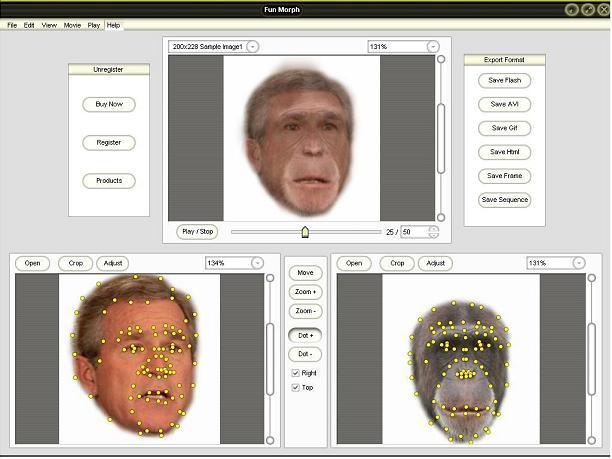 Fun Morph
File Edit View Movie Play Help
200x228 Sample Image1
131%
Unregister
Buy Now
Register
Products
Export Format
Save Flash
Save AVI
Save Gif
Save Html
Save Frame
Save Sequence
Play / Stop
25 / 50
Open Crop Adjust 134%
Move
Zoom +
Zoom -
Dot +
Dot -
Right
Top
Open Crop Adjust 131%